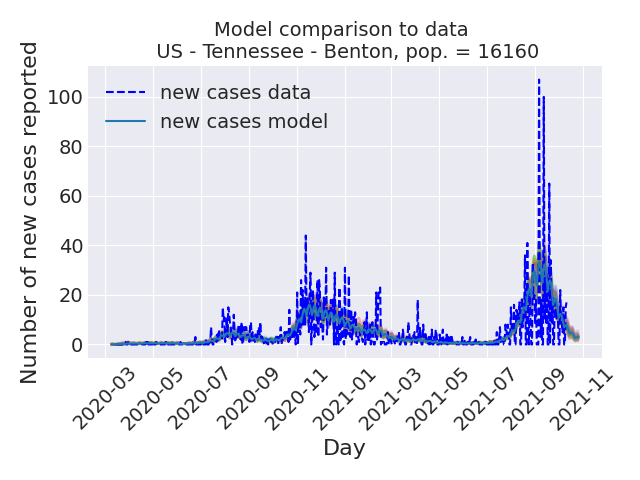 Model comparison to data
US - Tennessee - Benton, pop. = 16160
Number of new cases reported
new cases data
new cases model
100
80
60
40
20
0
2020-03
2020-05
2020-07
2020-09
2020-11
2021-01
2021-03
2021-05
2021-07
2021-09
2021-11
Day